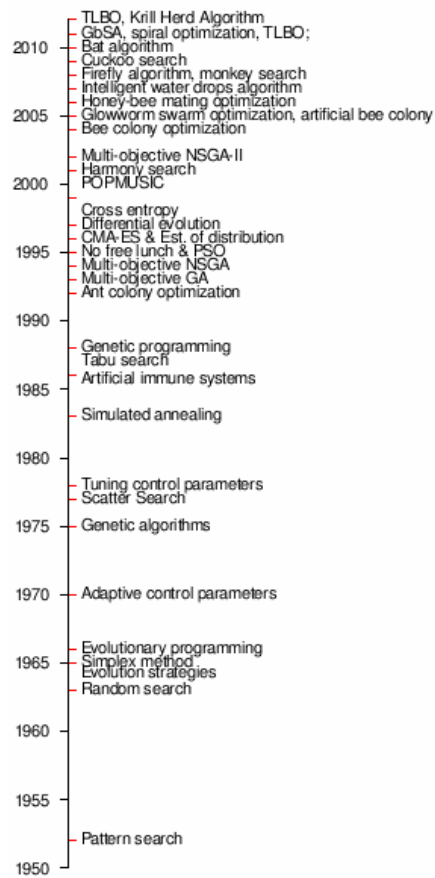 TLBO, Krill Herd Algorithm
GbSA, spiral optimization, TLBO;
2010 Bat algorithm
Cuckoo search
Firefly algorithm, monkey search
Intelligent water drops algorithm
Honey-bee mating optimization
2005 Glowworm swarm optimization, artificial bee colony
Bee colony optimization
Multi-objective NSGA-II
Harmony search
2000 POPMUSIC
Cross entropy
Differential evolution
CMA-ES & Est. of distribution
1995 No free lunch & PSO
Multi-objective NSGA
Multi-objective GA
Ant colony optimization
1990
Genetic programming
Tabu search
Artificial immune systems
1985
Simulated annealing
1980
Tuning control parameters
Scatter Search
1975 Genetic algorithms
1970 Adaptive control parameters
Evolutionary programming
1965 Simplex method
Evolution strategies
Random search
1960
1955
Pattern search
1950